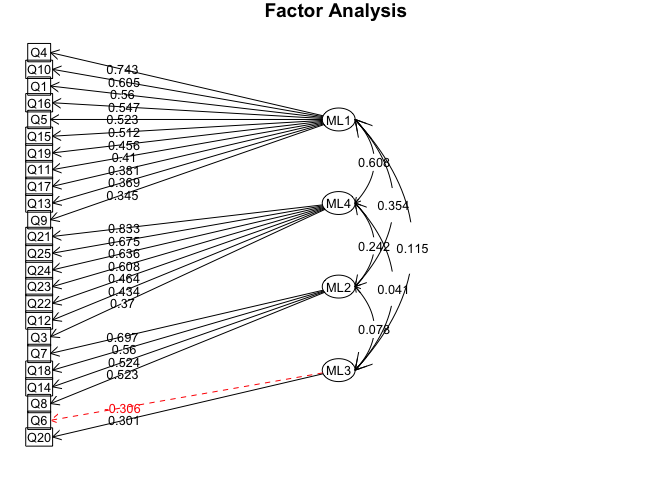 Factor Analysis
Q4
Q10
0.743
0.605
Q1
0.56
Q16
0.547
ML1
Q5
0.523
Q15
0.512
Q19
0.456
0.41
Q11
0.608
0.381
Q17
0.369
Q13
0.345
ML4
0.354
Q9
0.833
Q21
0.675
0.242
0.115
Q25
0.636
Q24
0.608
Q23
0.464
ML2
0.041
Q22
0.434
0.37
Q12
0.078
Q3
0.697
Q7
0.56
Q18
0.524
ML3
0.523
Q14
Q8
-0.306
Q6
0.301
Q20